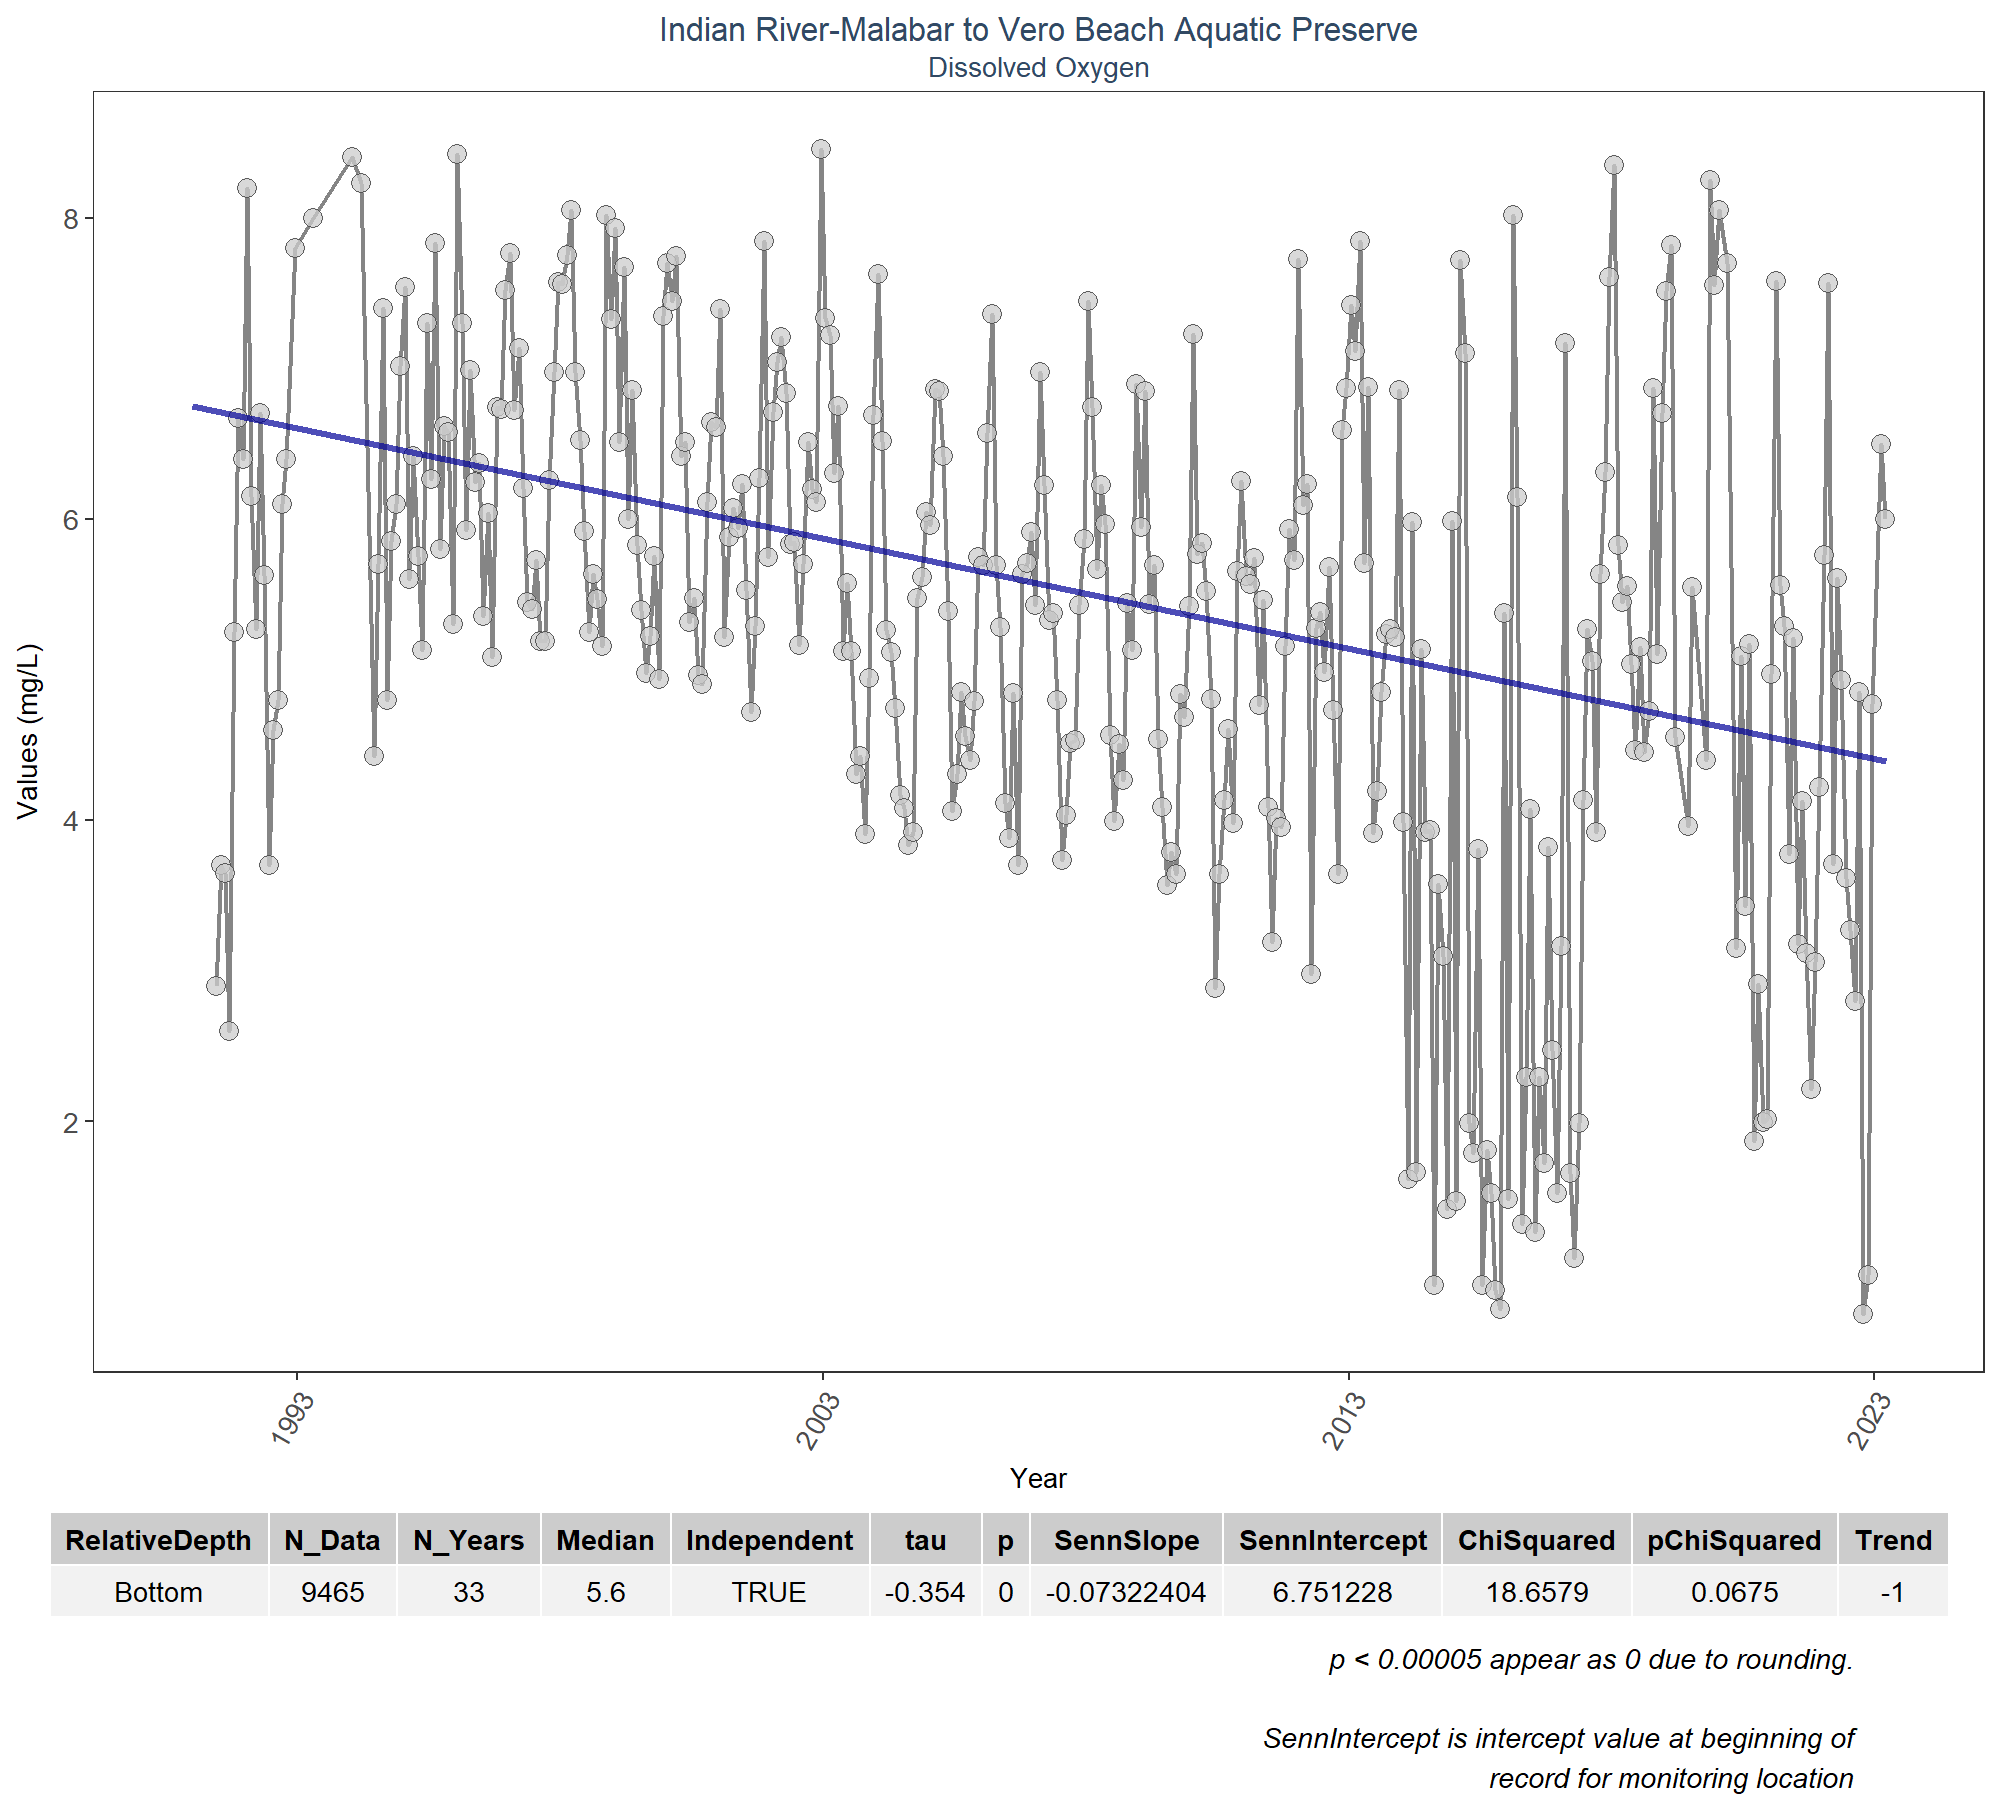 Indian River-Malabar to Vero Beach Aquatic Preserve
Dissolved Oxygen
Values (mg/L)
8
6
4
2
1993
2003
2013
2023
Year
RelativeDepth N_Data N_Years Median Independent tau p SennSlope SennIntercept ChiSquared pChiSquared Trend
Bottom 9465 33 5.6 TRUE -0.354 0 -0.07322404 6.751228 18.6579 0.0675 -1
p < 0.00005 appear as 0 due to rounding.
SennIntercept is intercept value at beginning of
record for monitoring location